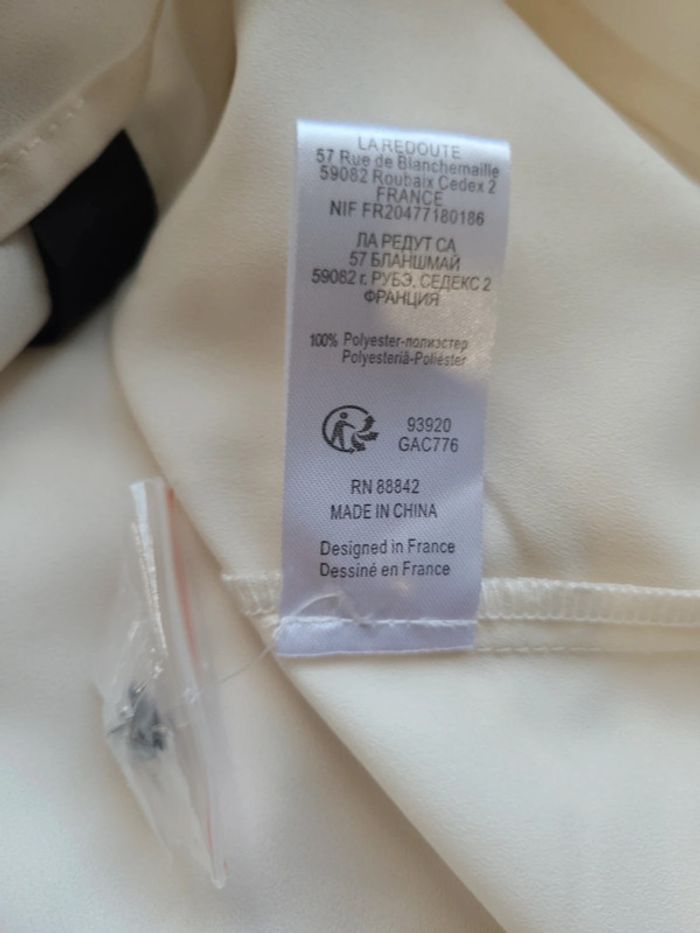 LA REDOUTE
57 Rue de Blanchemaille
59082 Roubaix Cedex 2
FRANCE
NIF FR20477180186
ЛА РЕДУТ СА
57 БЛАНШМАЙ
59082 г. РУБЭ, СЕДЕКС 2
ФРАНЦИЯ
100% Polyester-полиэстер
Polyesteriā-Poliéster
93920
GAC776
RN 88842
MADE IN CHINA
Designed in France
Dessiné en France